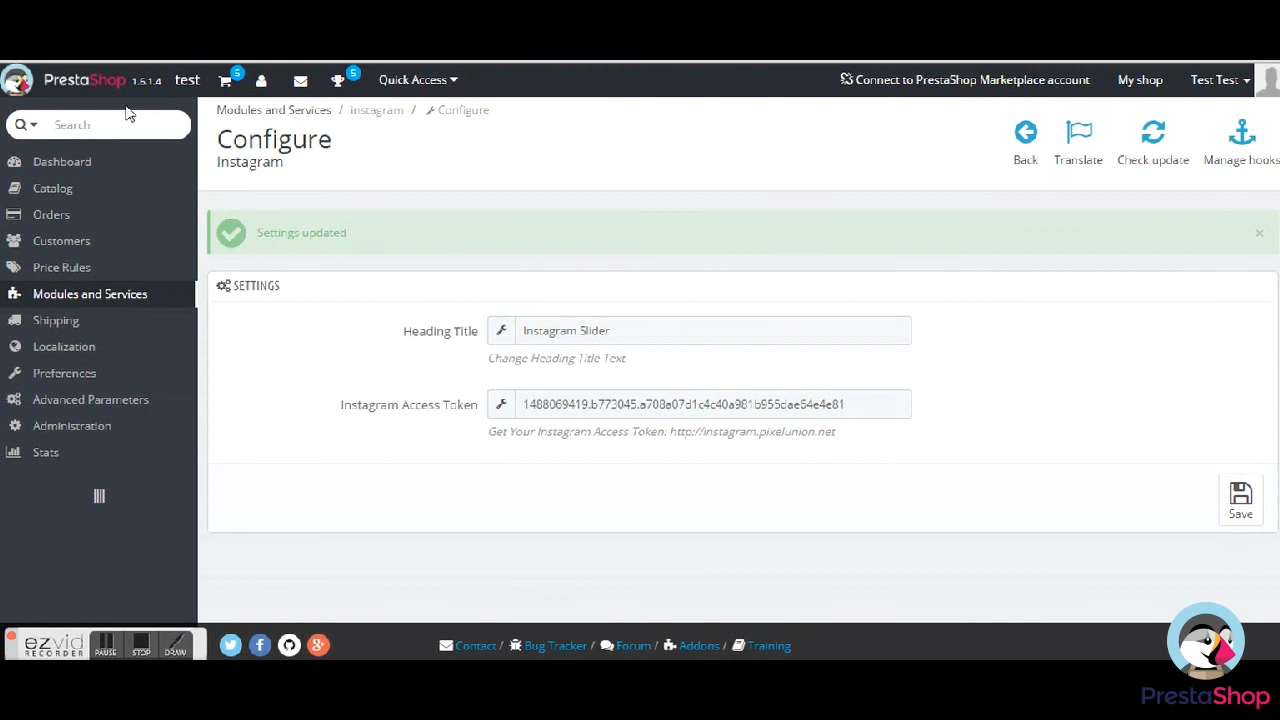 PrestaShop 1.6.1.4 test 5 5 Quick Access Connect to PrestaShop Marketplace account My shop Test Test
Search
Modules and Services / Instagram / Configure
Configure
Instagram
Back Translate Check update Manage hooks
Dashboard
Catalog
Orders
Customers
Price Rules
Modules and Services
Shipping
Localization
Preferences
Advanced Parameters
Administration
Stats
Settings updated ×
SETTINGS
Heading Title Instagram Slider
Change Heading Title Text
Instagram Access Token 1488069419.b773045.a708a07d1c4c40a981b955dae64e4e81
Get Your Instagram Access Token: http://instagram.pixelunion.net
Save
ezvid
RECORDER PAUSE STOP DRAW
Contact / Bug Tracker / Forum / Addons / Training
PrestaShop